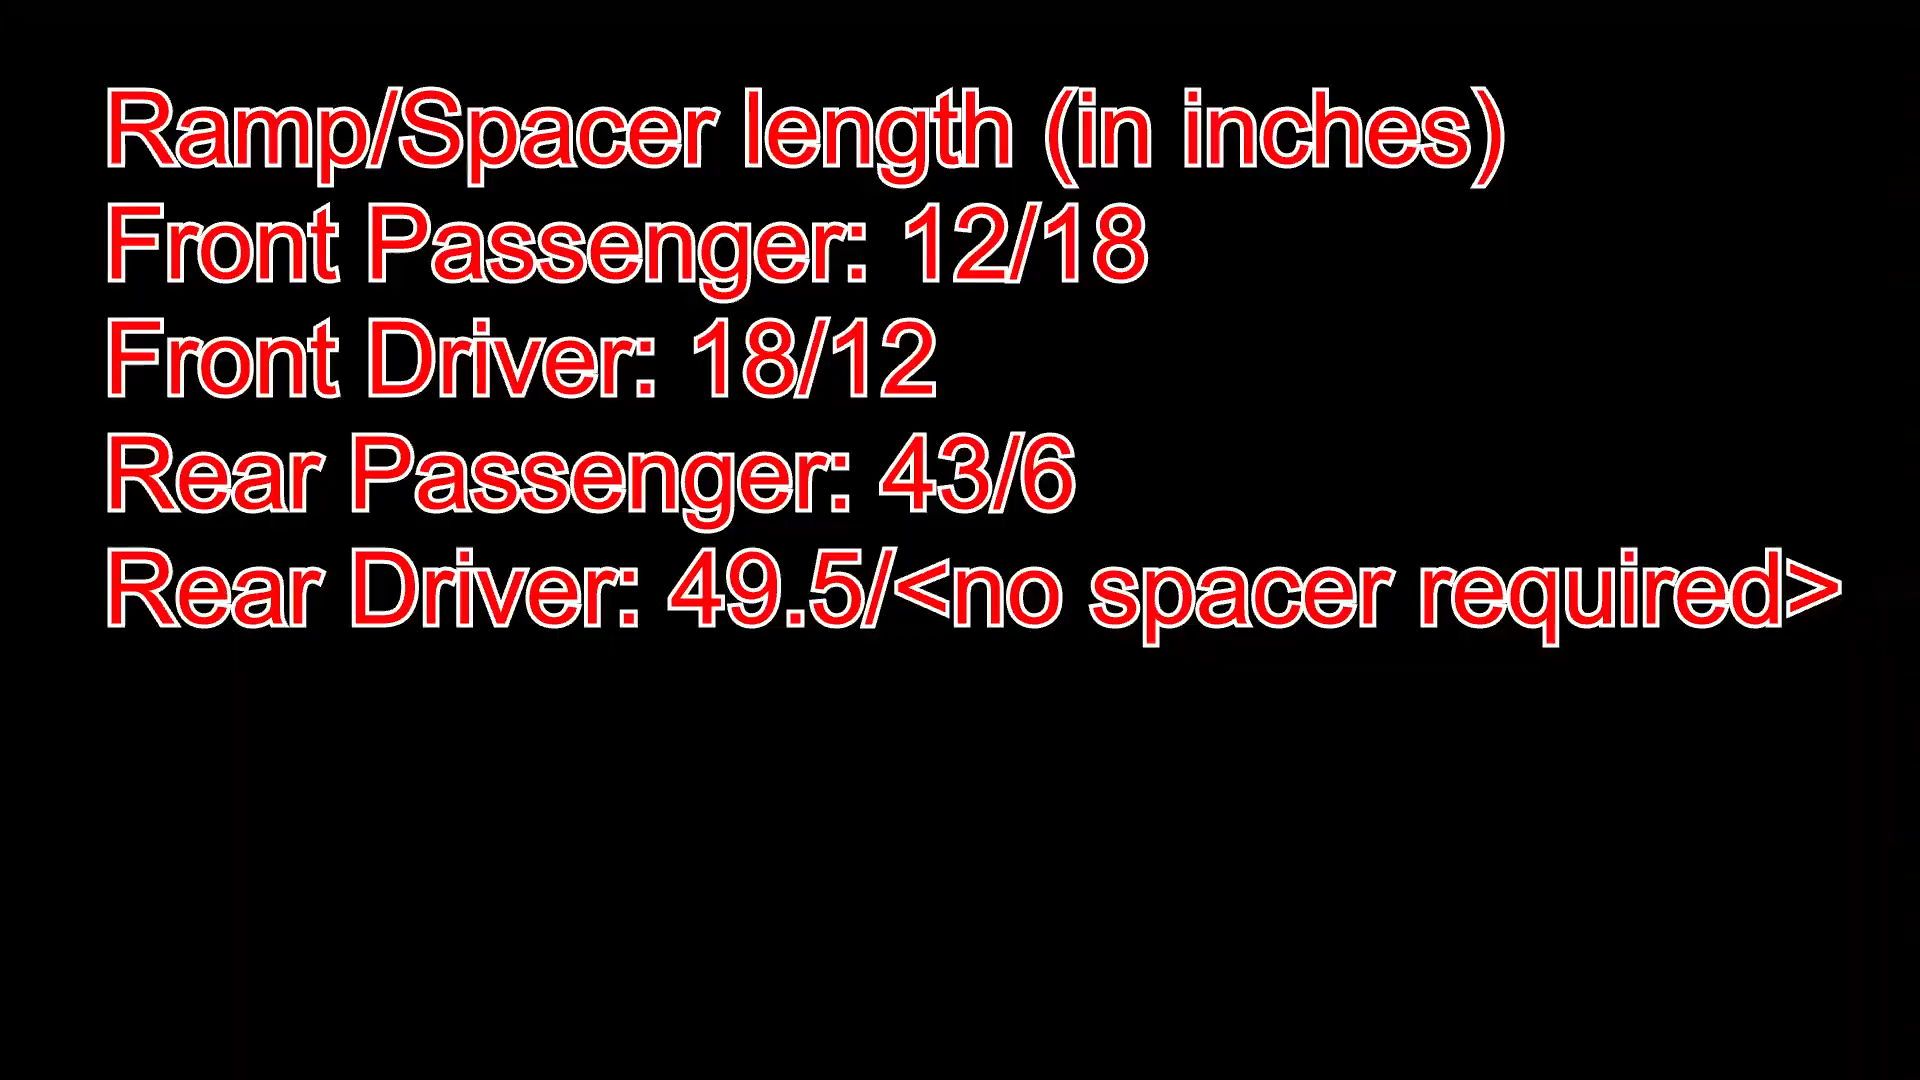 Ramp/Spacer length (in inches)
Front Passenger: 12/18
Front Driver: 18/12
Rear Passenger: 43/6
Rear Driver: 49.5/<no spacer required>